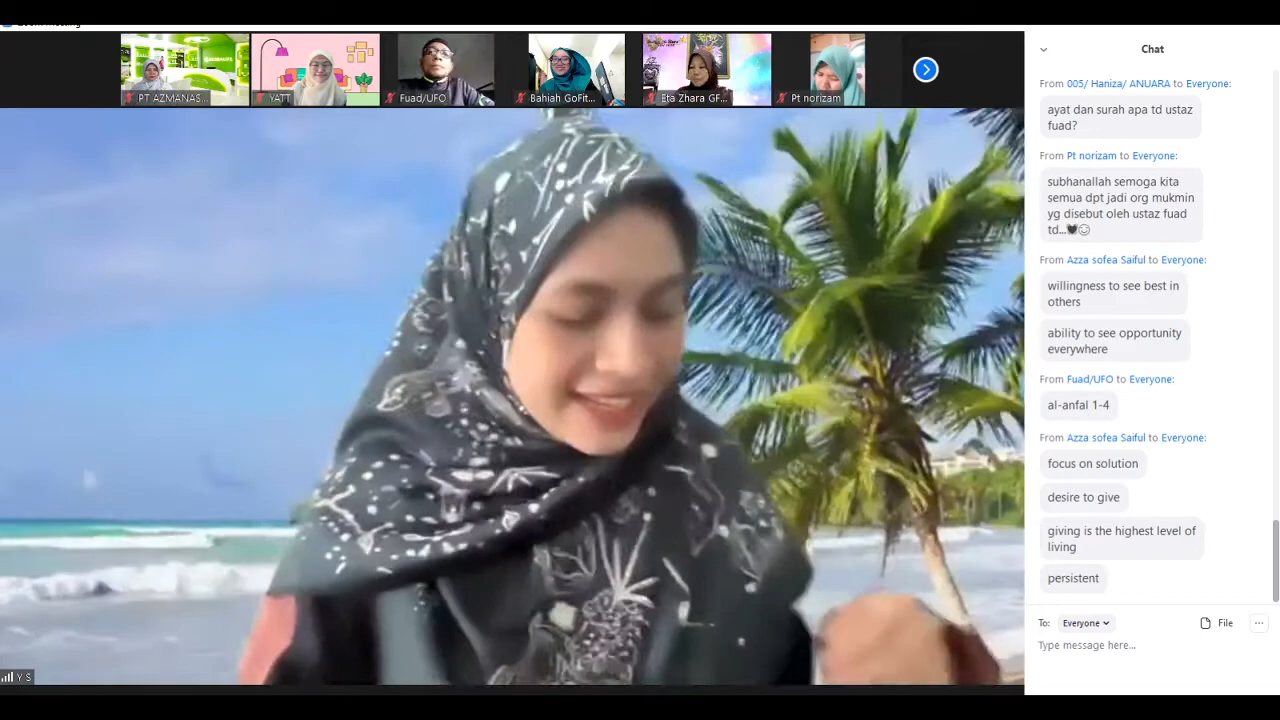 Zoom Meeting
PT AZMANAS...
YATT
Fuad/UFO
Bahiah GoFit...
Eta Zhara GF...
Pt norizam
Y S
Chat
From 005/ Haniza/ ANUARA to Everyone:
ayat dan surah apa td ustaz
fuad?
From Pt norizam to Everyone:
subhanallah semoga kita
semua dpt jadi org mukmin
yg disebut oleh ustaz fuad
td...🖤☺
From Azza sofea Saiful to Everyone:
willingness to see best in
others
ability to see opportunity
everywhere
From Fuad/UFO to Everyone:
al-anfal 1-4
From Azza sofea Saiful to Everyone:
focus on solution
desire to give
giving is the highest level of
living
persistent
To: Everyone
File
Type message here...